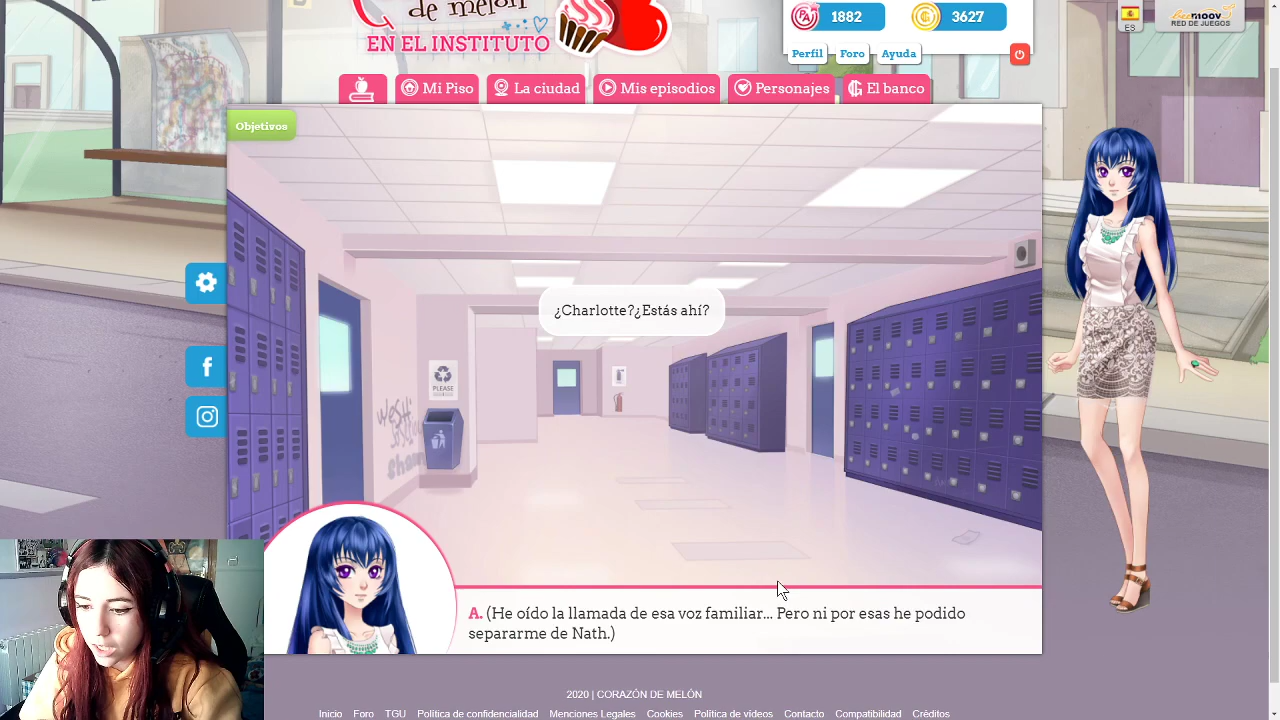 de melón
EN EL INSTITUTO
1882
3627
ES
Beemoov
RED DE JUEGOS
Perfil
Foro
Ayuda
Mi Piso
La ciudad
Mis episodios
Personajes
El banco
Objetivos
¿Charlotte?¿Estás ahí?
PLEASE
A. (He oído la llamada de esa voz familiar... Pero ni por esas he podido
separarme de Nath.)
2020 | CORAZÓN DE MELÓN
Inicio Foro TGU Política de confidencialidad Menciones Legales Cookies Política de vídeos Contacto Compatibilidad Créditos